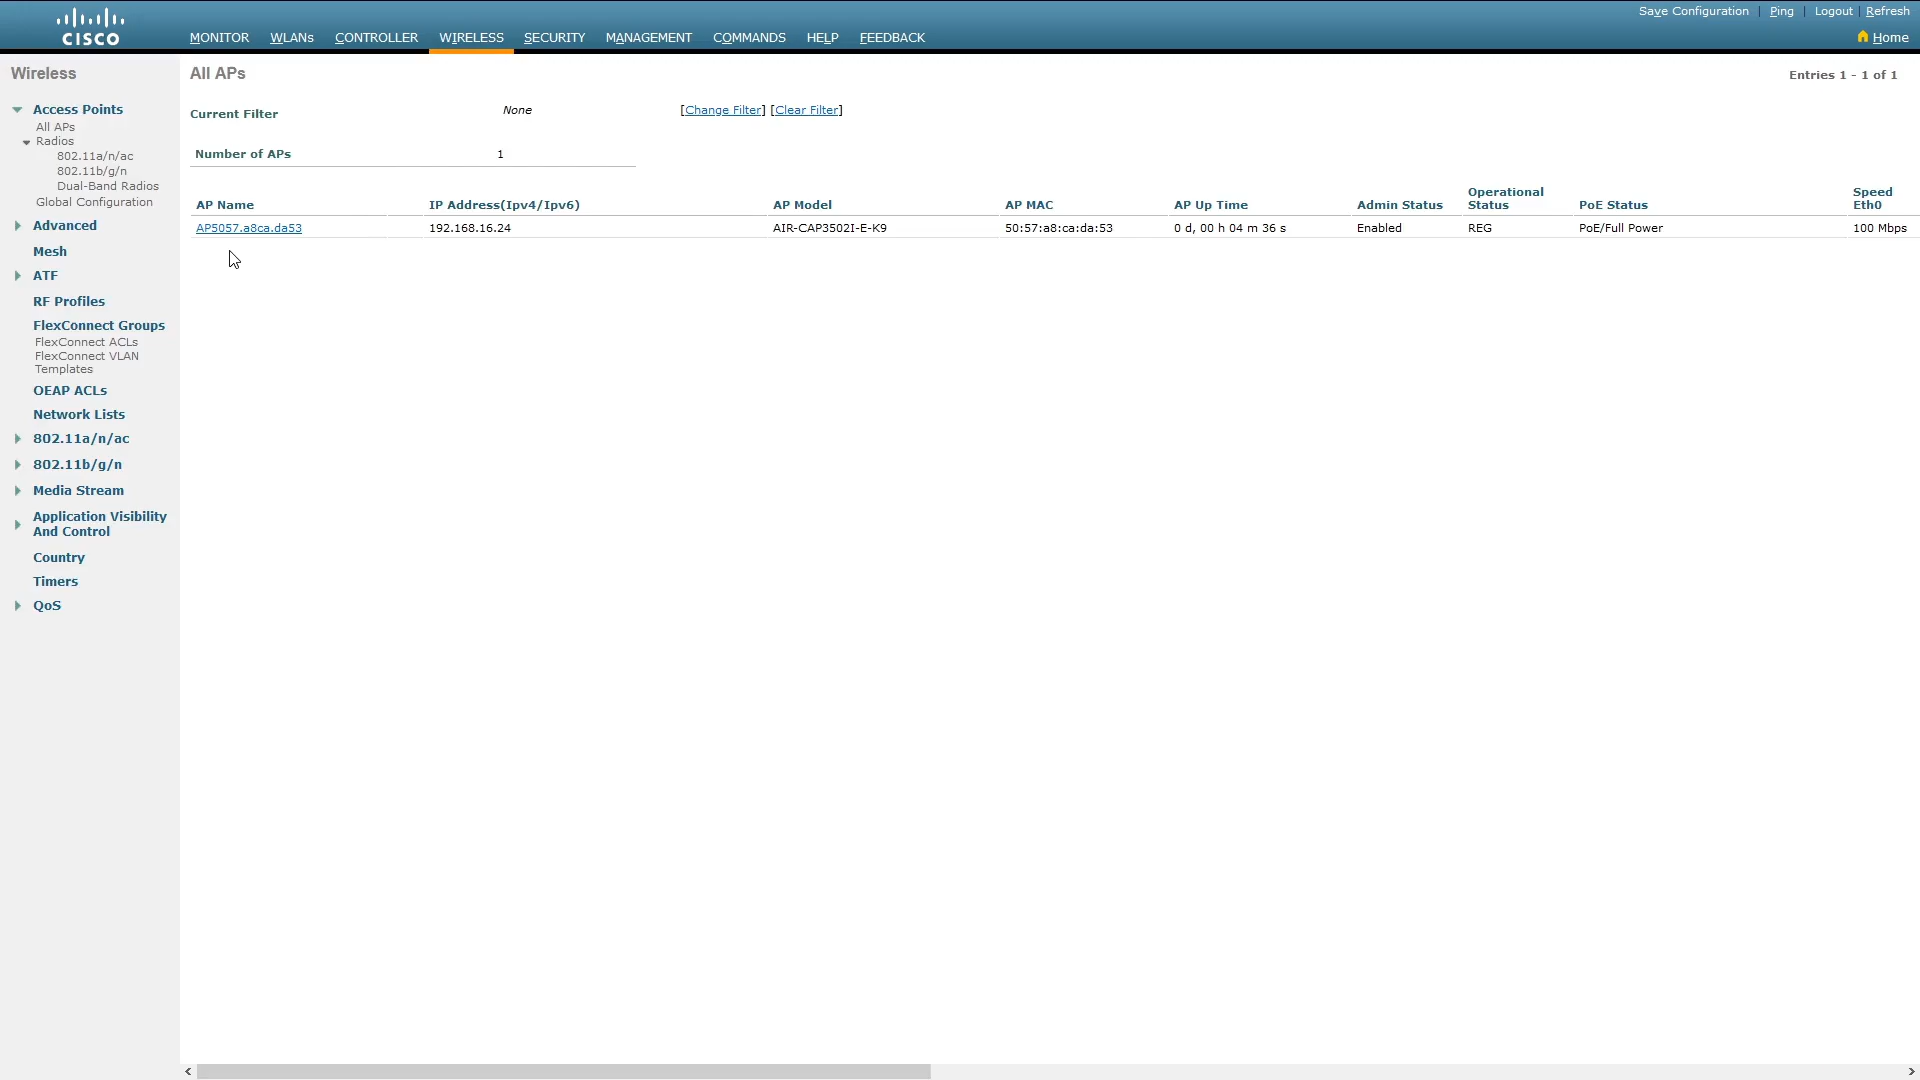 Save Configuration | Ping | Logout | Refresh
CISCO
MONITOR WLANs CONTROLLER WIRELESS SECURITY MANAGEMENT COMMANDS HELP FEEDBACK
Home
Wireless
Access Points
All APs
Radios
802.11a/n/ac
802.11b/g/n
Dual-Band Radios
Global Configuration
Advanced
Mesh
ATF
RF Profiles
FlexConnect Groups
FlexConnect ACLs
FlexConnect VLAN
Templates
OEAP ACLs
Network Lists
802.11a/n/ac
802.11b/g/n
Media Stream
Application Visibility
And Control
Country
Timers
QoS
All APs
Entries 1 - 1 of 1
Current Filter None [Change Filter] [Clear Filter]
Number of APs 1
AP Name IP Address(Ipv4/Ipv6) AP Model AP MAC AP Up Time Admin Status Operational Status PoE Status Speed Eth0
AP5057.a8ca.da53 192.168.16.24 AIR-CAP3502I-E-K9 50:57:a8:ca:da:53 0 d, 00 h 04 m 36 s Enabled REG PoE/Full Power 100 Mbps